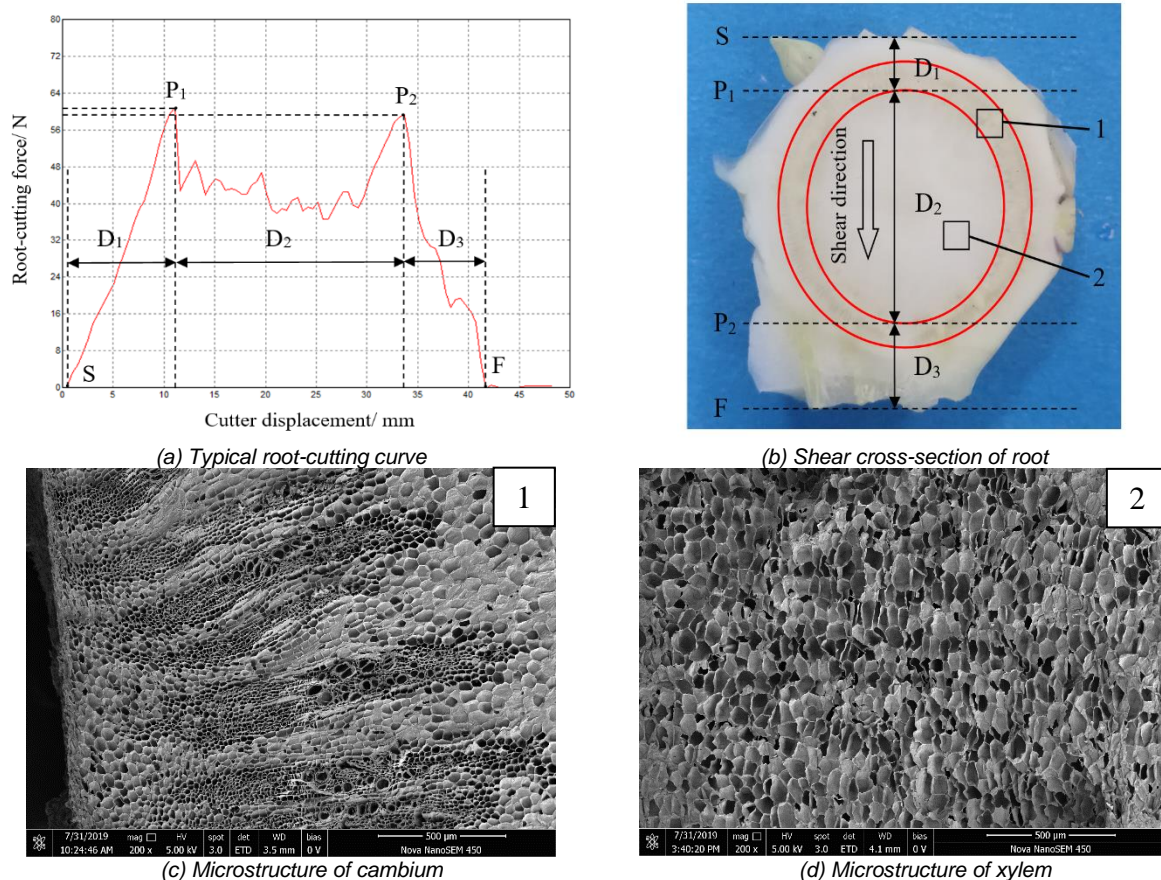 80
72
64
56
48
40
32
24
16
8
0
Root-cutting force/ N
P1
P2
D1
D2
D3
S
F
0 5 10 15 20 25 30 35 40 45 50
Cutter displacement/ mm
(a) Typical root-cutting curve
S
D1
P1
1
Shear direction
D2
2
P2
D3
F
(b) Shear cross-section of root
1
7/31/2019 mag HV spot det WD bias 500 µm
10:24:46 AM 200 x 5.00 kV 3.0 ETD 3.5 mm 0 V Nova NanoSEM 450
(c) Microstructure of cambium
2
7/31/2019 mag HV spot det WD bias 500 µm
3:40:20 PM 200 x 5.00 kV 3.0 ETD 4.1 mm 0 V Nova NanoSEM 450
(d) Microstructure of xylem